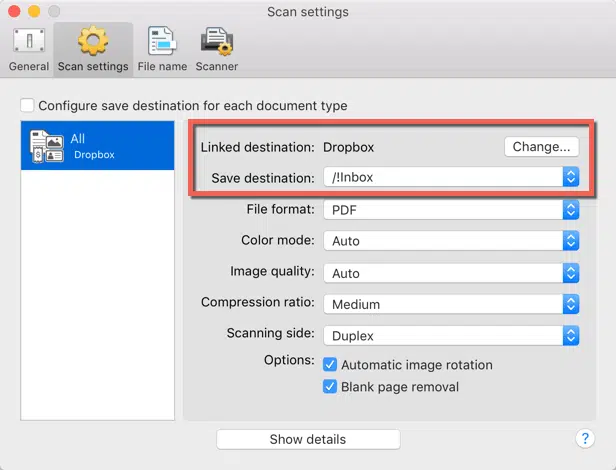 Scan settings
General
Scan settings
File name
Scanner
Configure save destination for each document type
All
Dropbox
Linked destination: Dropbox Change...
Save destination: /!Inbox
File format: PDF
Color mode: Auto
Image quality: Auto
Compression ratio: Medium
Scanning side: Duplex
Options: Automatic image rotation
Blank page removal
Show details
?